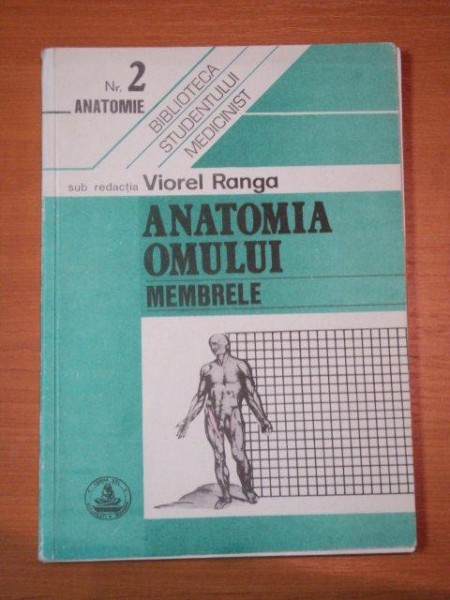 Nr. 2
ANATOMIE
BIBLIOTECA
STUDENTULUI
MEDICINIST
sub redacția Viorel Ranga
ANATOMIA
OMULUI
MEMBRELE